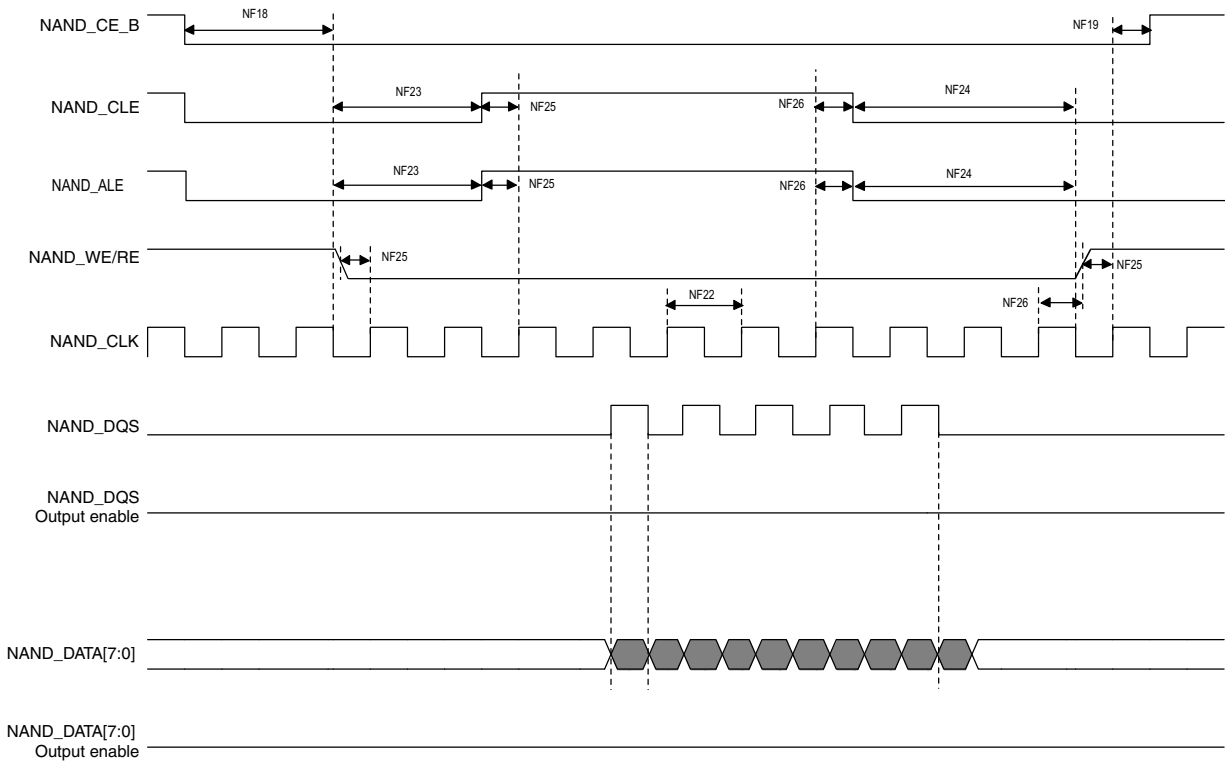 NAND_CE_B
NF18
NF19
NAND_CLE
NF23
NF25
NF26
NF24
NAND_ALE
NF23
NF25
NF26
NF24
NAND_WE/RE
NF25
NF25
NF22
NF26
NAND_CLK
NAND_DQS
NAND_DQS
Output enable
NAND_DATA[7:0]
NAND_DATA[7:0]
Output enable